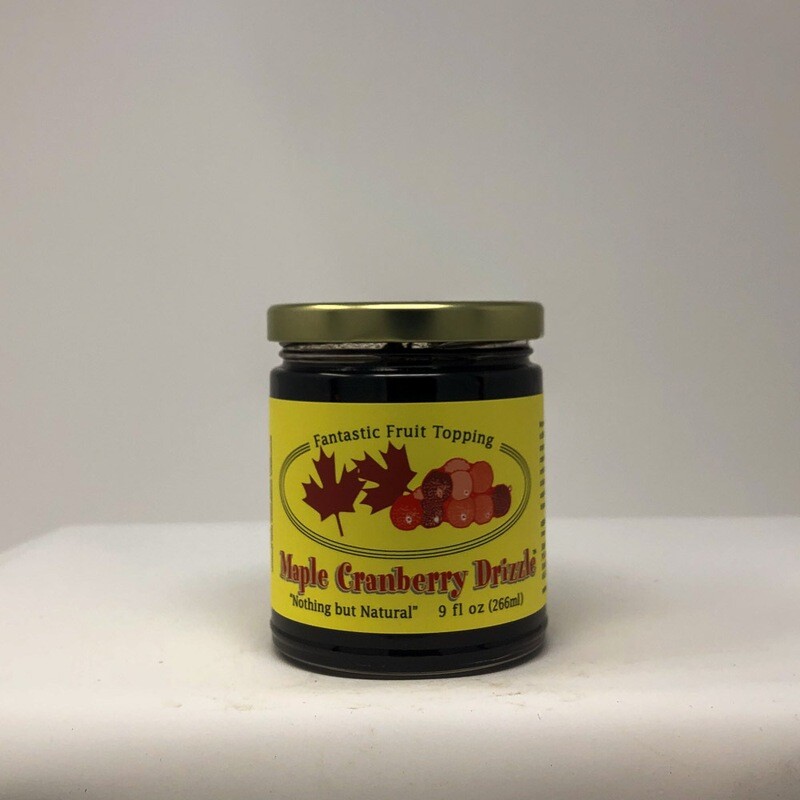 Fantastic Fruit Topping
Maple Cranberry Drizzle
"Nothing but Natural" 9 fl oz (266ml)